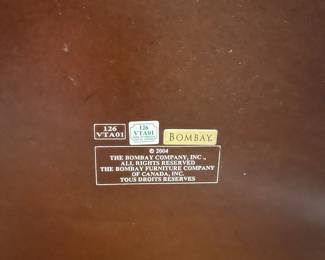 126
VTA01
126
VTA01
BOMBAY
© 2004
THE BOMBAY COMPANY, INC.,
ALL RIGHTS RESERVED
THE BOMBAY FURNITURE COMPANY
OF CANADA, INC.
TOUS DROITS RESERVES